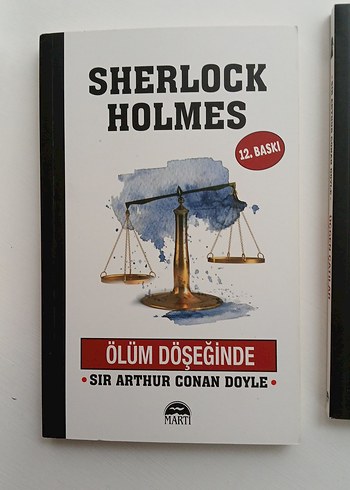 SHERLOCK
HOLMES
12. BASKI
ÖLÜM DÖŞEĞİNDE
• SIR ARTHUR CONAN DOYLE •
MARTI